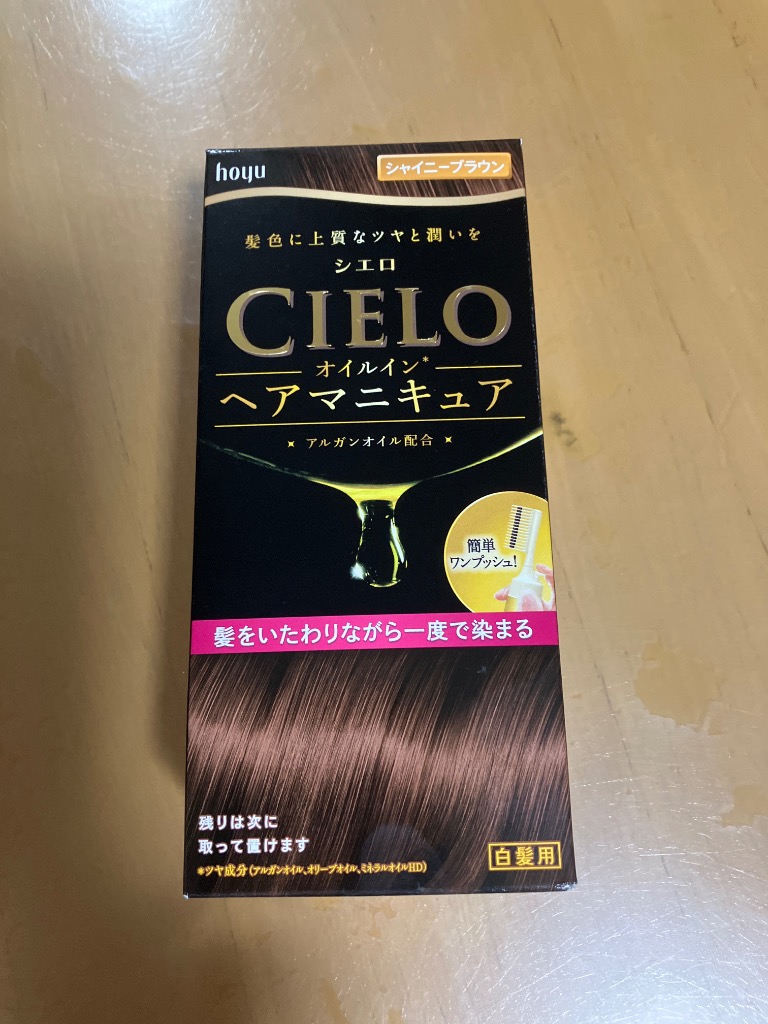 hoyu
シャイニーブラウン
髪色に上質なツヤと潤いを
シエロ
CIELO
オイルイン*
ヘアマニキュア
アルガンオイル配合
簡単
ワンプッシュ!
髪をいたわりながら一度で染まる
残りは次に
取って置けます
*ツヤ成分(アルガンオイル、オリーブオイル、ミネラルオイルHD)
白髪用